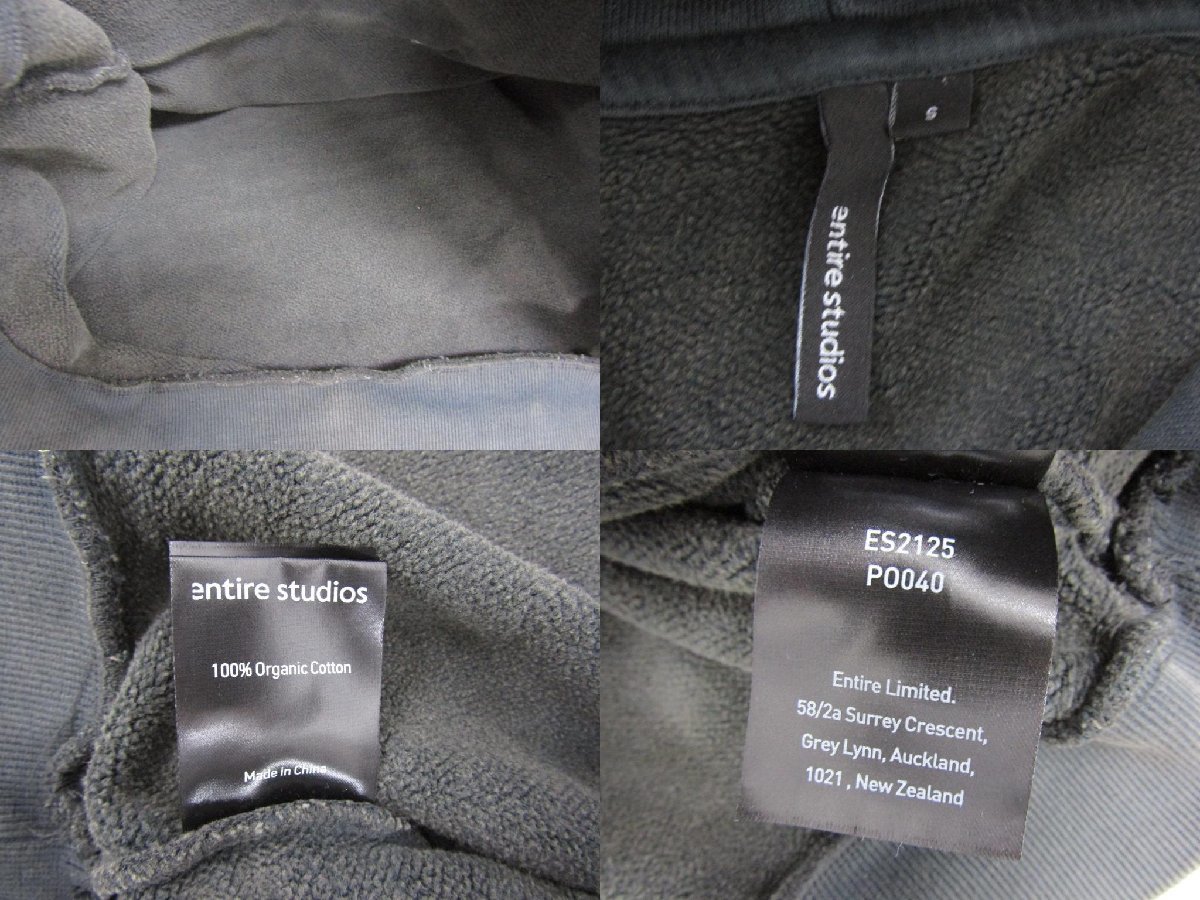 entire studios
entire studios
100% Organic Cotton
Made in China
ES2125
PO040
Entire Limited.
58/2a Surrey Crescent,
Grey Lynn, Auckland,
1021 , New Zealand